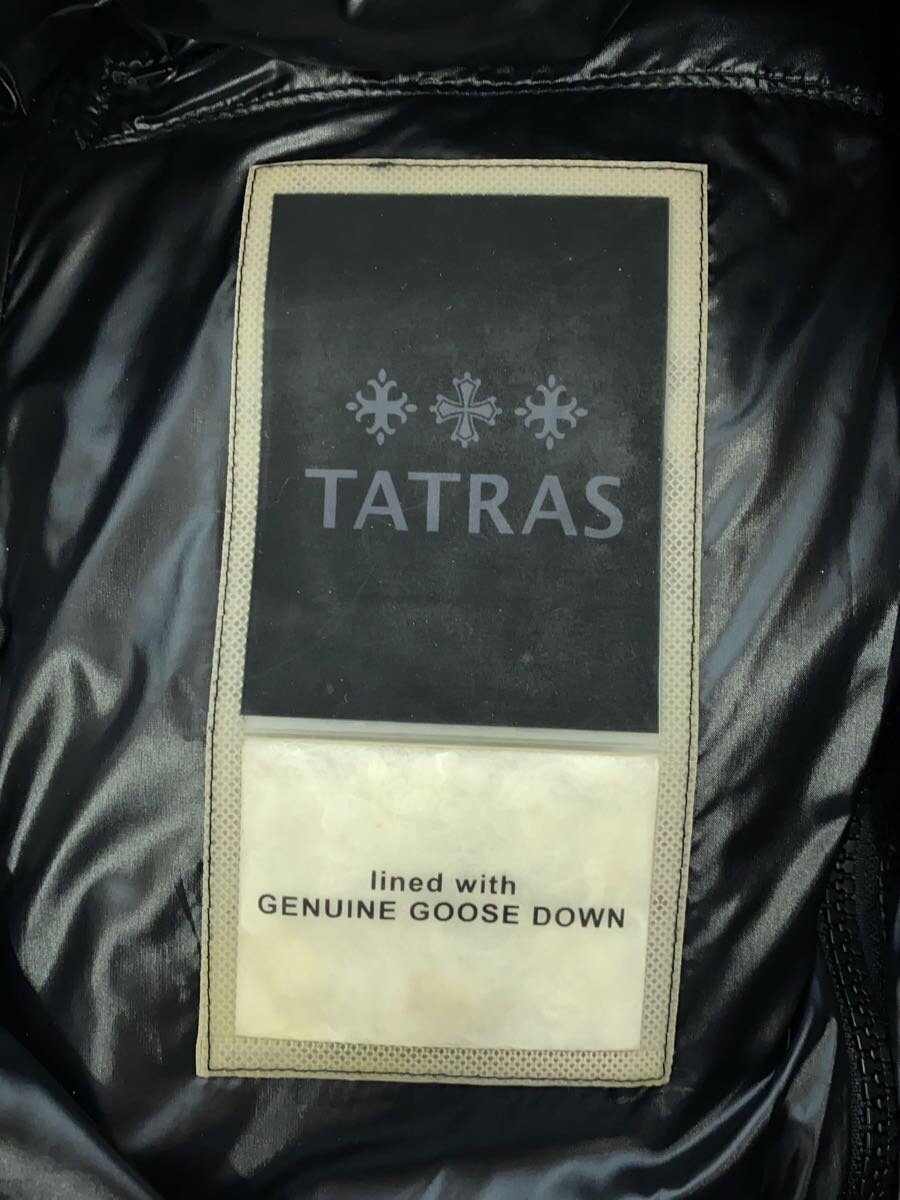 TATRAS
lined with
GENUINE GOOSE DOWN